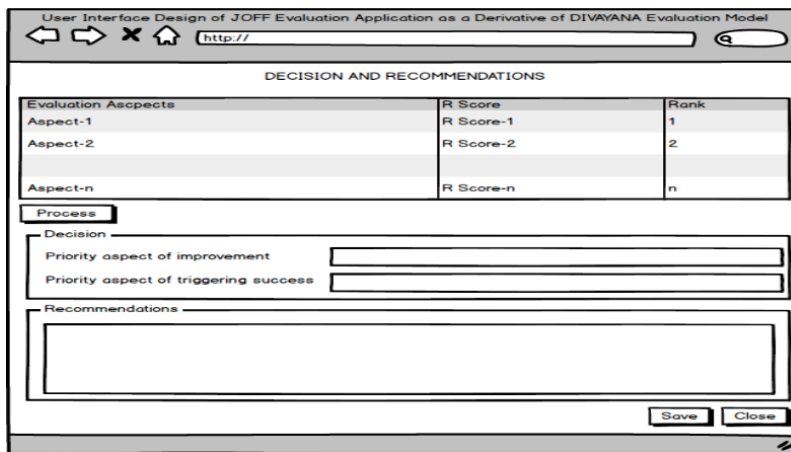 User Interface Design of JOFF Evaluation Application as a Derivative of DIVAYANA Evaluation Model
http://
DECISION AND RECOMMENDATIONS
Evaluation Ascpects R Score Rank
Aspect-1 R Score-1 1
Aspect-2 R Score-2 2
Aspect-n R Score-n n
Process
Decision
Priority aspect of improvement
Priority aspect of triggering success
Recommendations
Save Close